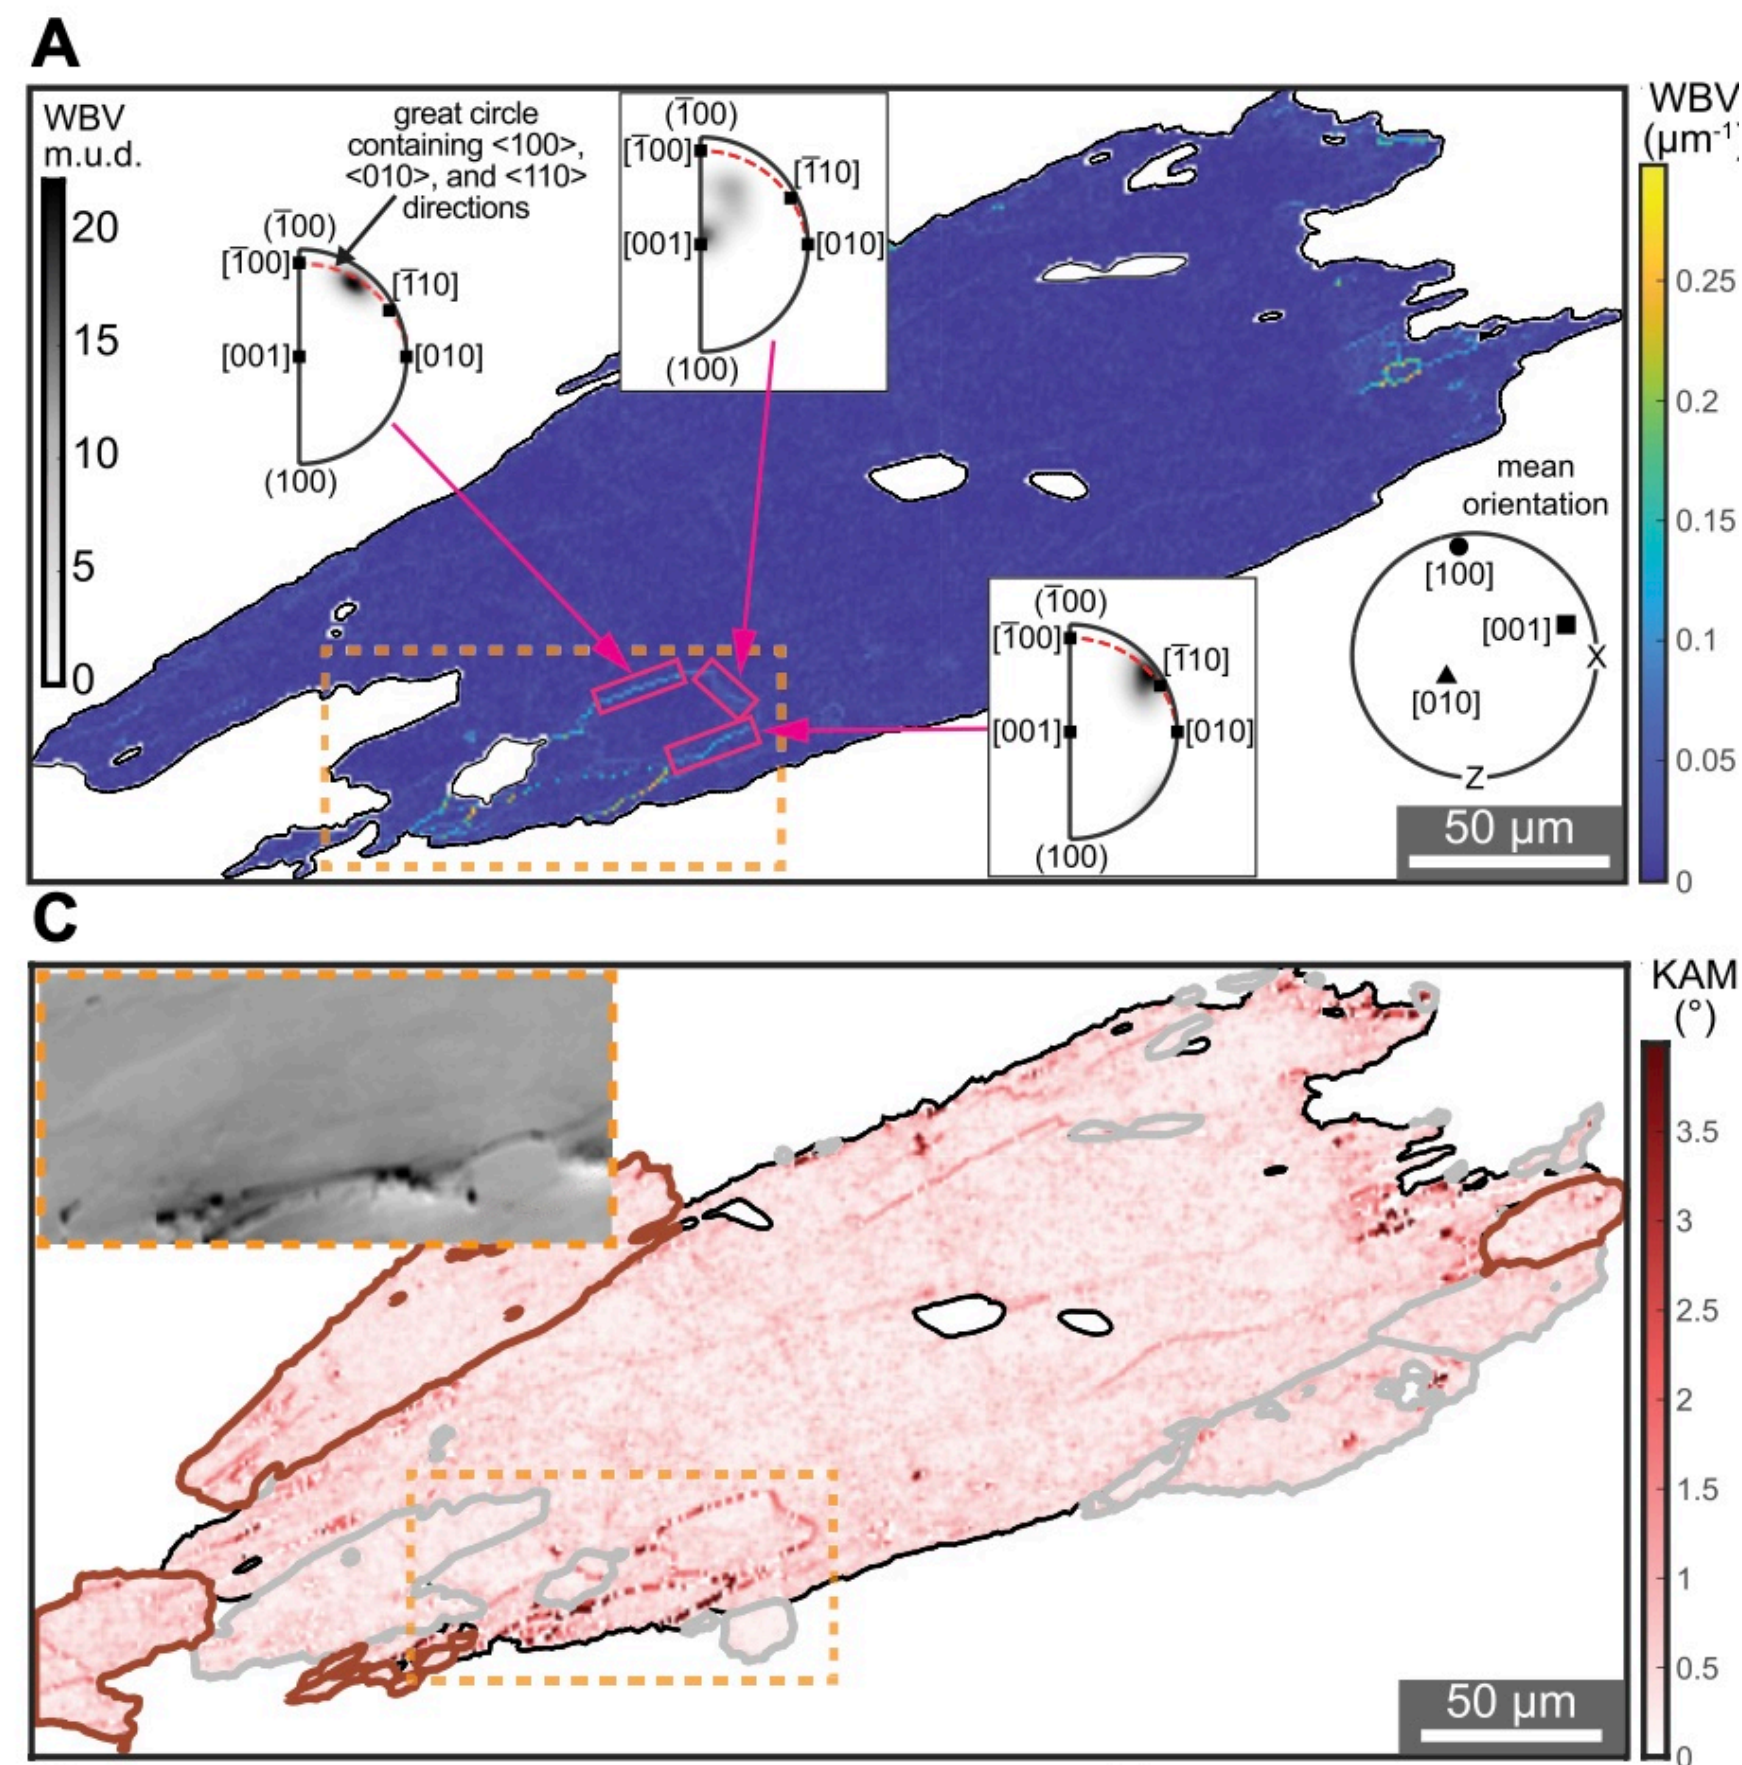 A
WBV
m.u.d.
20
15
10
5
0
great circle
containing <100>,
<010>, and <110>
directions
(1̅00)
[1̅00]
[1̅10]
[001]
[010]
(100)
(1̅00)
[1̅00]
[1̅10]
[001]
[010]
(100)
(1̅00)
[1̅00]
[1̅10]
[001]
[010]
(100)
mean
orientation
[100]
[001]
X
[010]
Z
50 µm
WBV
(µm⁻¹)
0.25
0.2
0.15
0.1
0.05
0
C
KAM
(°)
3.5
3
2.5
2
1.5
1
0.5
0
50 µm